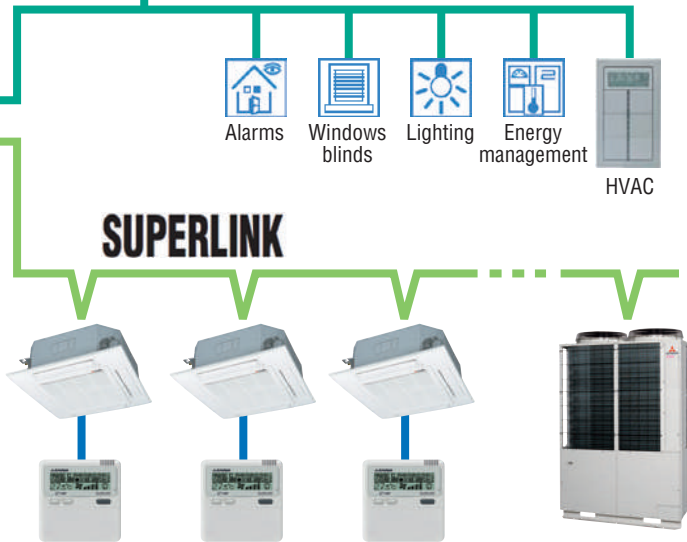 Alarms
Windows
blinds
Lighting
Energy
management
HVAC
SUPERLINK